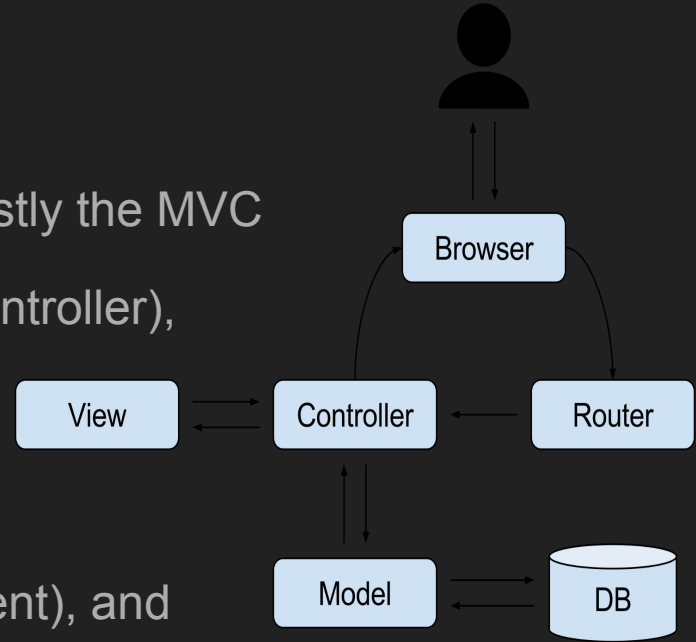 stly the MVC
Browser
ntroller),
View
Controller
Router
ent), and
Model
DB